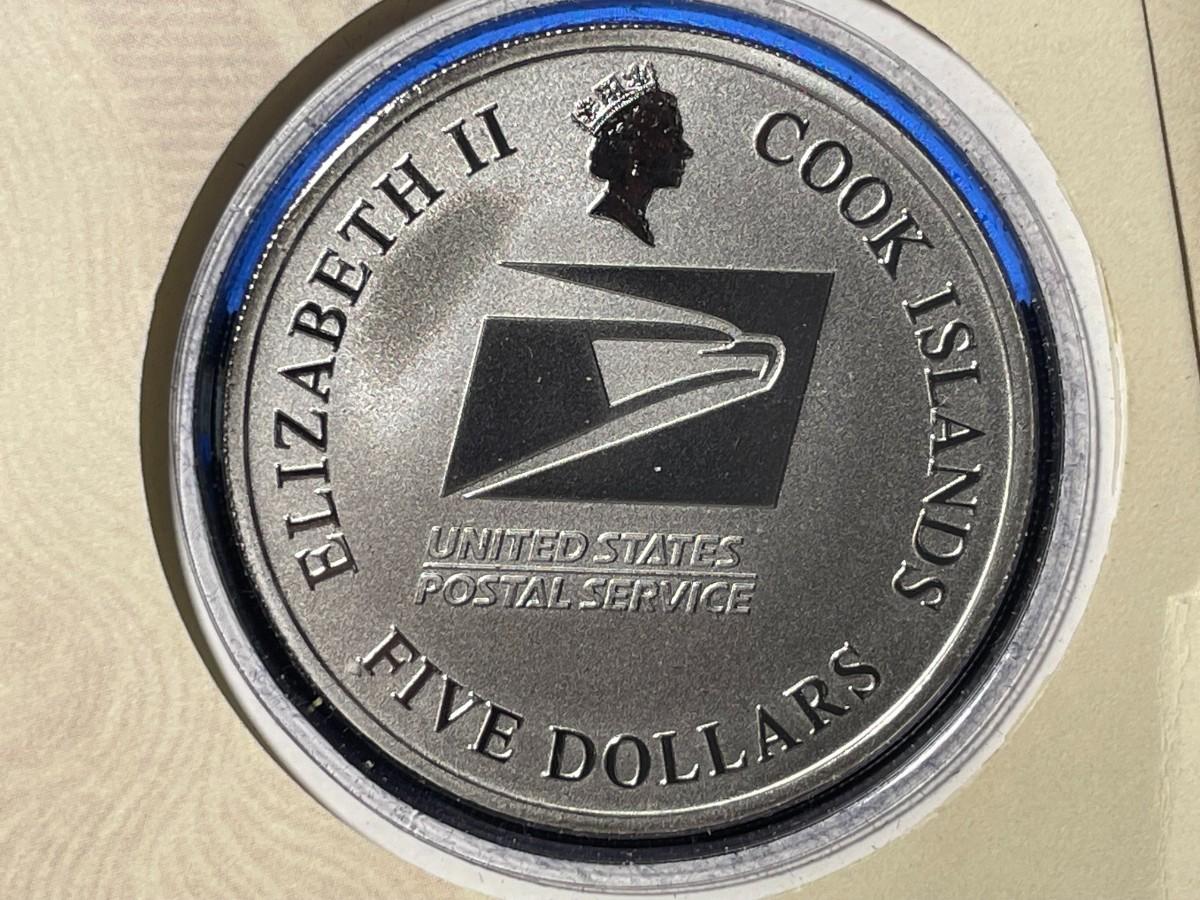 ELIZABETH II
COOK ISLANDS
UNITED STATES
POSTAL SERVICE
FIVE DOLLARS